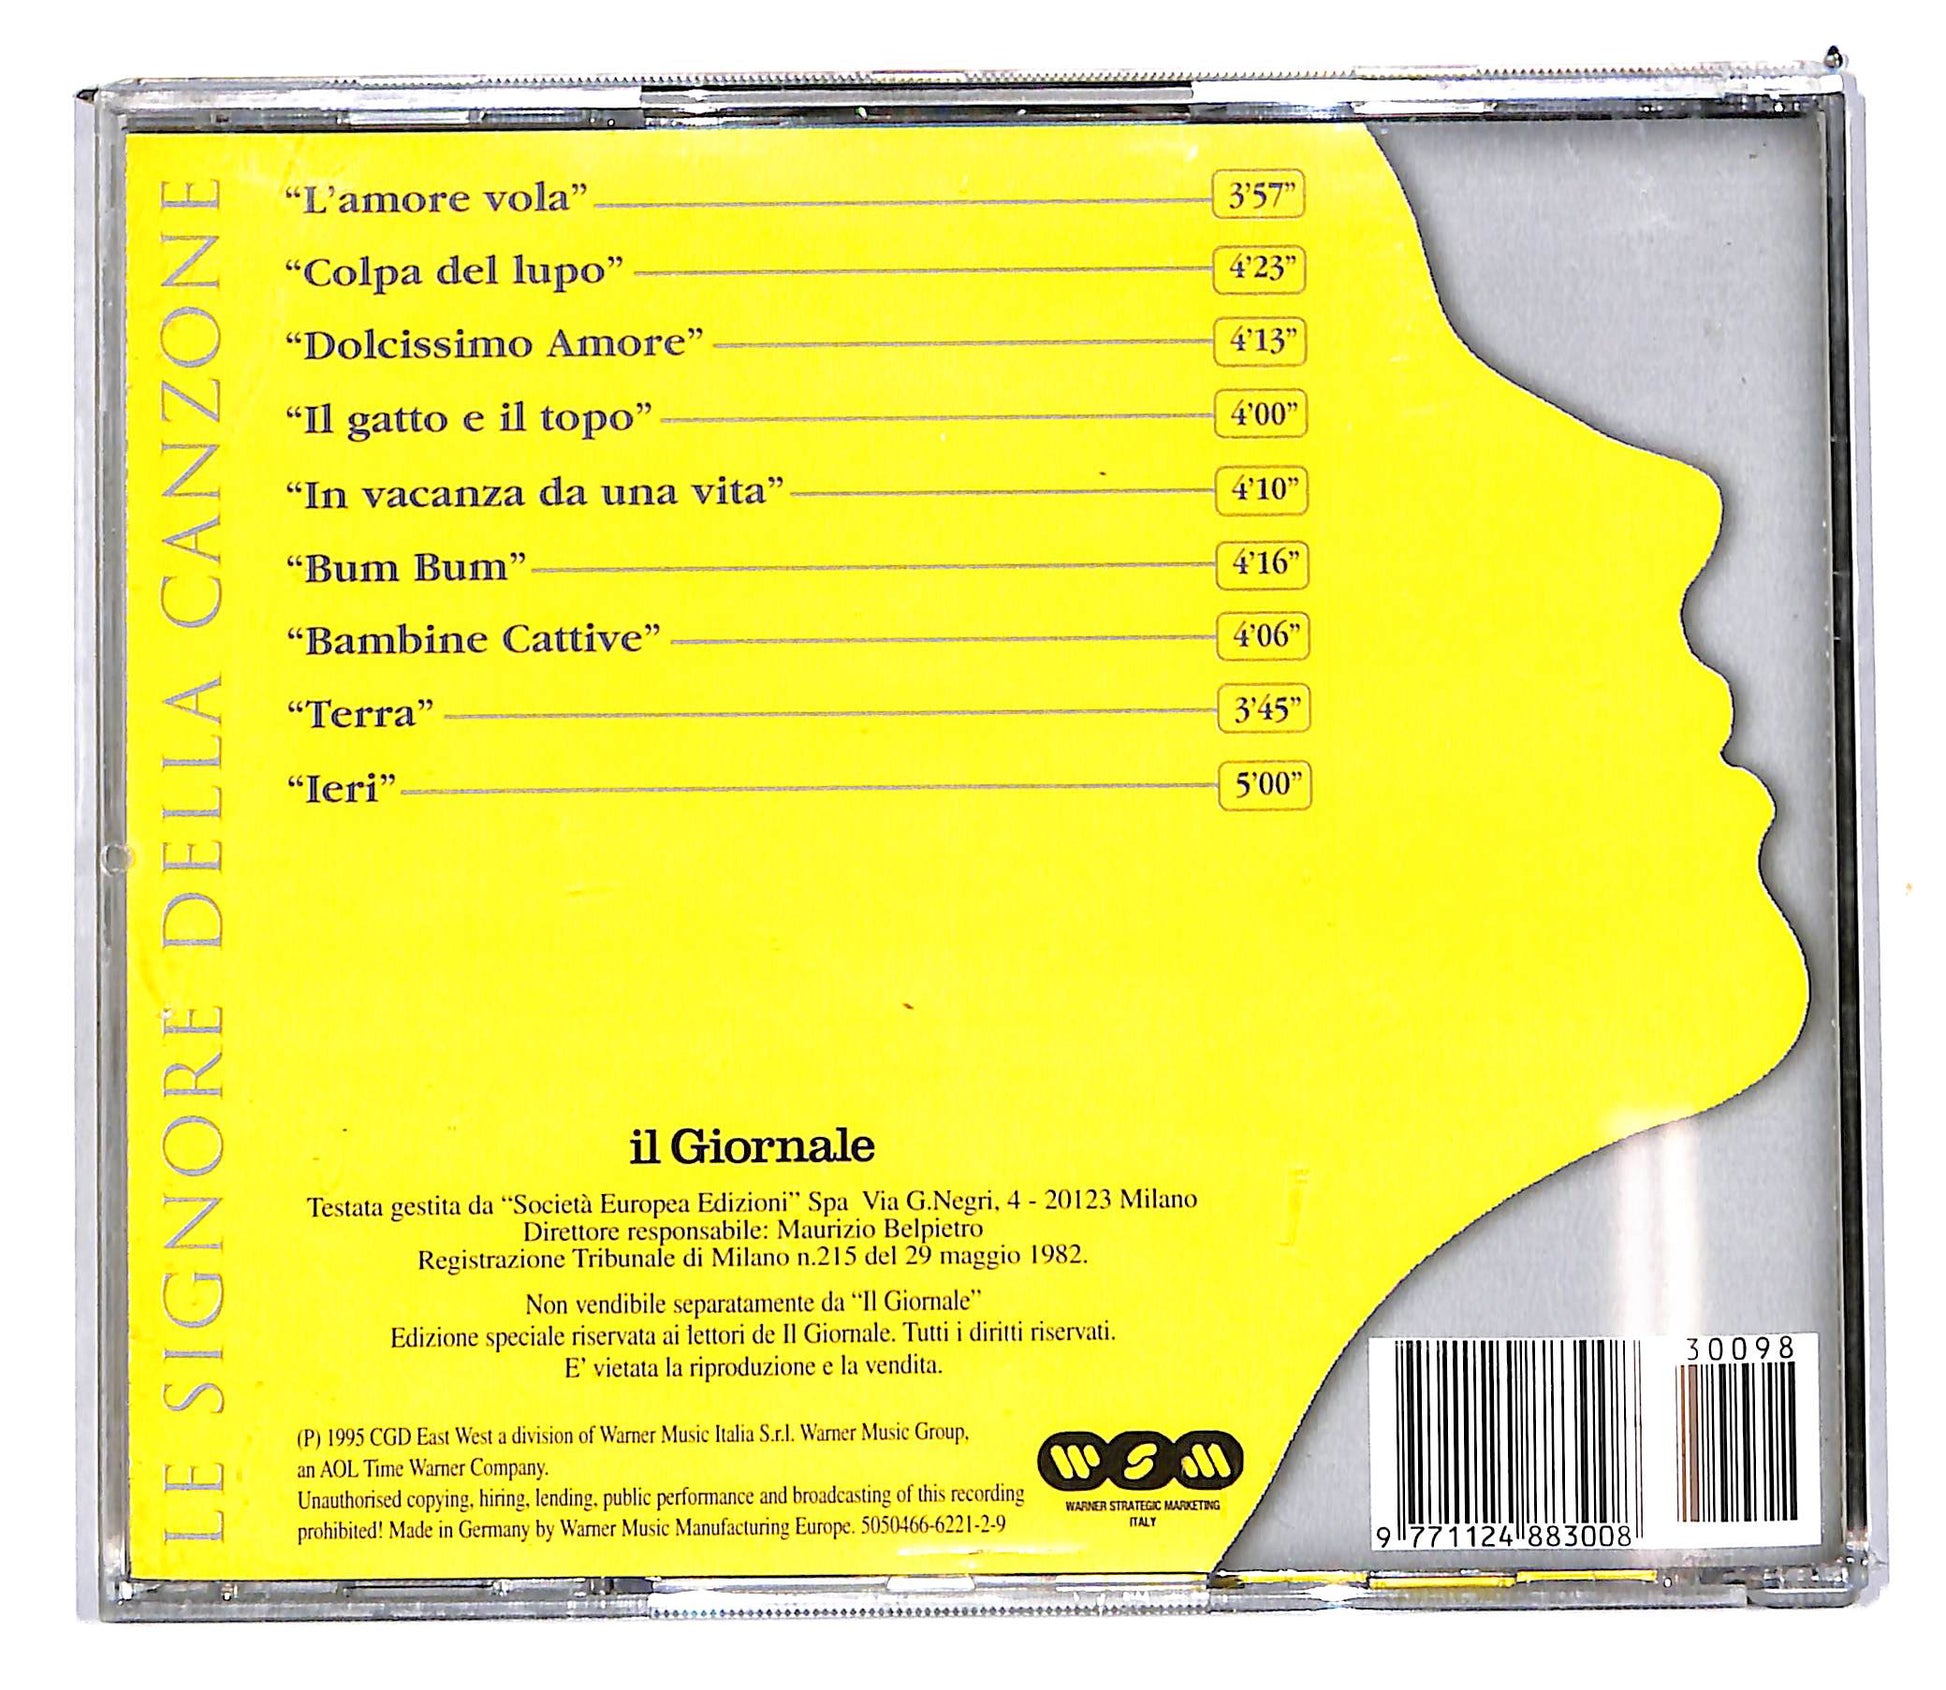 LE SIGNORE DELLA CANZONE
“L'amore vola” 3'57”
“Colpa del lupo” 4'23”
“Dolcissimo Amore” 4'13”
“Il gatto e il topo” 4'00”
“In vacanza da una vita” 4'10”
“Bum Bum” 4'16”
“Bambine Cattive” 4'06”
“Terra” 3'45”
“Ieri” 5'00”
il Giornale
Testata gestita da “Società Europea Edizioni” Spa Via G.Negri, 4 - 20123 Milano
Direttore responsabile: Maurizio Belpietro
Registrazione Tribunale di Milano n.215 del 29 maggio 1982.
Non vendibile separatamente da “Il Giornale”
Edizione speciale riservata ai lettori de Il Giornale. Tutti i diritti riservati.
E' vietata la riproduzione e la vendita.
(P) 1995 CGD East West a division of Warner Music Italia S.r.l. Warner Music Group,
an AOL Time Warner Company.
Unauthorised copying, hiring, lending, public performance and broadcasting of this recording
prohibited! Made in Germany by Warner Music Manufacturing Europe. 5050466-6221-2-9
WSM
WARNER STRATEGIC MARKETING
ITALY
30098
9 771124 883008